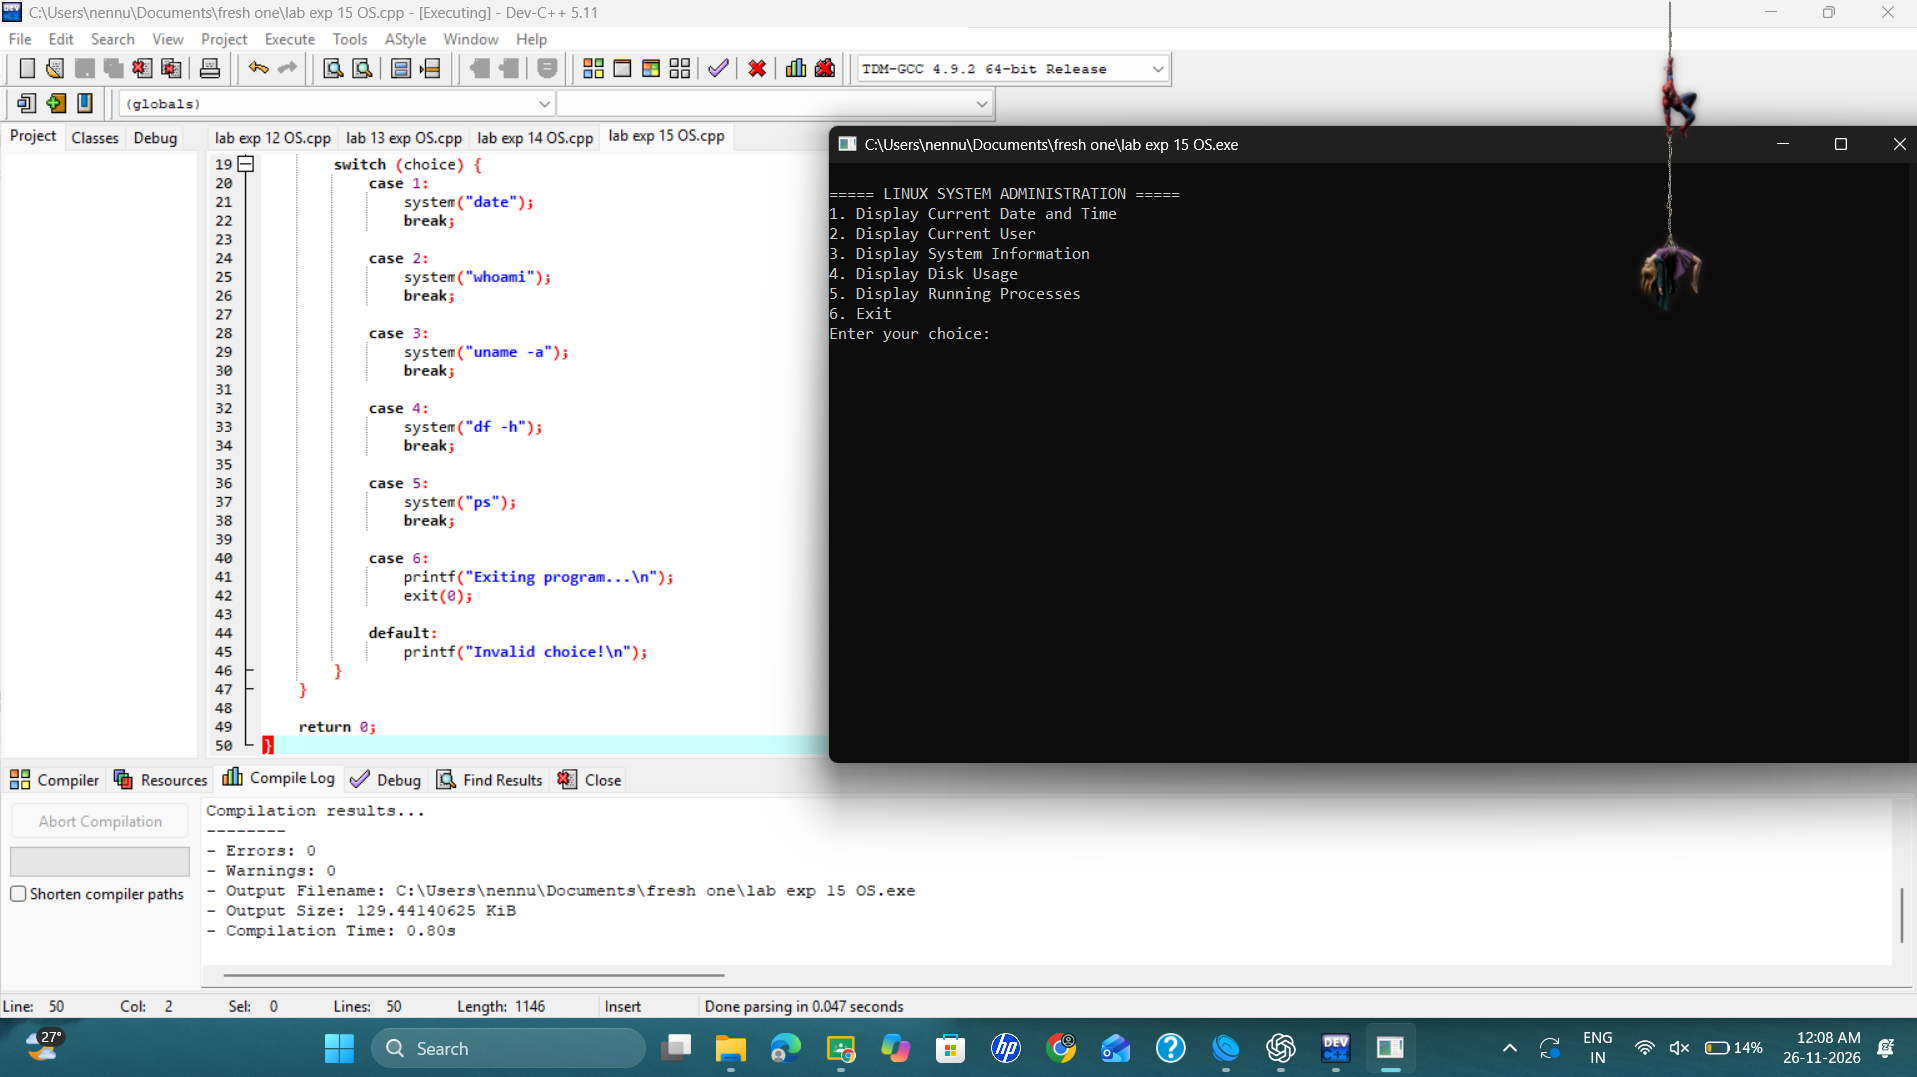 C:\Users\nennu\Documents\fresh one\lab exp 15 OS.cpp - [Executing] - Dev-C++ 5.11
File Edit Search View Project Execute Tools AStyle Window Help
TDM-GCC 4.9.2 64-bit Release
(globals)
Project Classes Debug
lab exp 12 OS.cpp lab 13 exp OS.cpp lab exp 14 OS.cpp lab exp 15 OS.cpp
19 switch (choice) {
20 case 1:
21 system("date");
22 break;
23
24 case 2:
25 system("whoami");
26 break;
27
28 case 3:
29 system("uname -a");
30 break;
31
32 case 4:
33 system("df -h");
34 break;
35
36 case 5:
37 system("ps");
38 break;
39
40 case 6:
41 printf("Exiting program...\n");
42 exit(0);
43
44 default:
45 printf("Invalid choice!\n");
46 }
47 }
48
49 return 0;
50 }
C:\Users\nennu\Documents\fresh one\lab exp 15 OS.exe
===== LINUX SYSTEM ADMINISTRATION =====
1. Display Current Date and Time
2. Display Current User
3. Display System Information
4. Display Disk Usage
5. Display Running Processes
6. Exit
Enter your choice:
Compiler Resources Compile Log Debug Find Results Close
Abort Compilation
Shorten compiler paths
Compilation results...
--------
- Errors: 0
- Warnings: 0
- Output Filename: C:\Users\nennu\Documents\fresh one\lab exp 15 OS.exe
- Output Size: 129.44140625 KiB
- Compilation Time: 0.80s
Line: 50 Col: 2 Sel: 0 Lines: 50 Length: 1146 Insert Done parsing in 0.047 seconds
27°
Search
hp
DEV C++
ENG
IN
14%
12:08 AM
26-11-2026